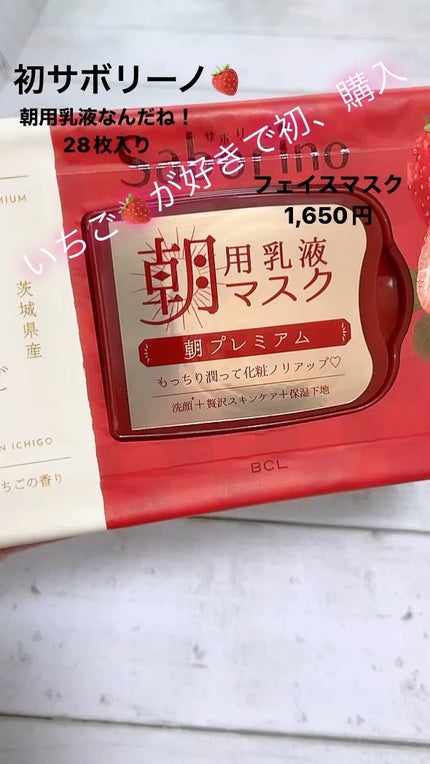 初サボリーノ🍓
朝用乳液なんだね！
28枚入り
いちご🍓が好きで初、購入
サボリ
Saborino
フェイスマスク
1,650円
朝用乳液
マスク
朝プレミアム
もっちり潤って化粧ノリアップ♡
洗顔*＋贅沢スキンケア＋保湿下地
BCL
茨城県産
ICHIGO
ちごの香り